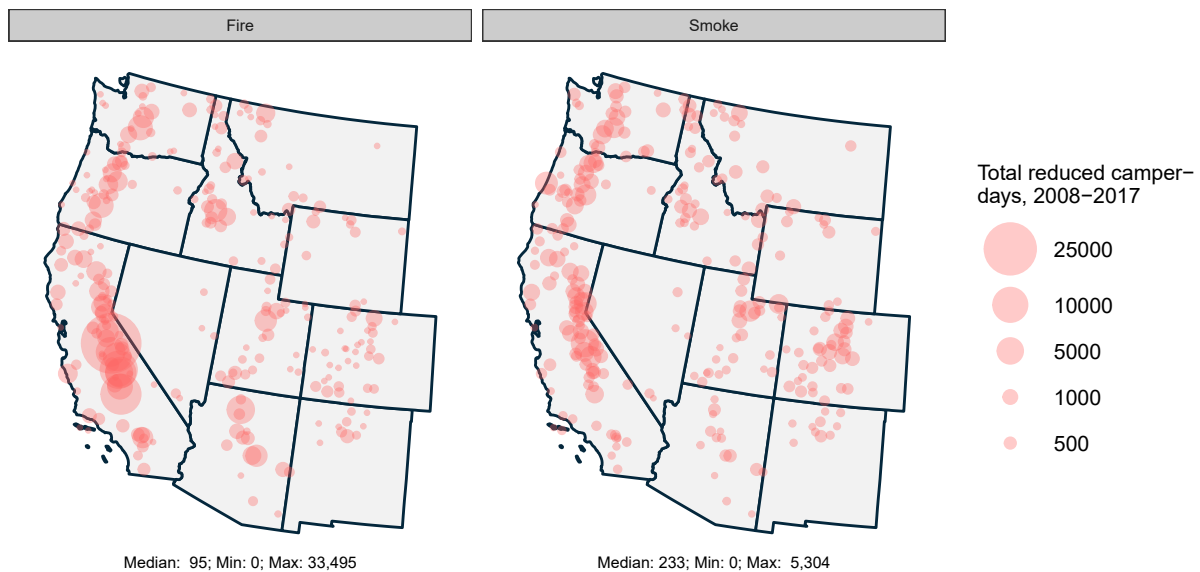 Fire
Smoke
Total reduced camper−
days, 2008−2017
25000
10000
5000
1000
500
Median:  95; Min: 0; Max: 33,495
Median: 233; Min: 0; Max:  5,304